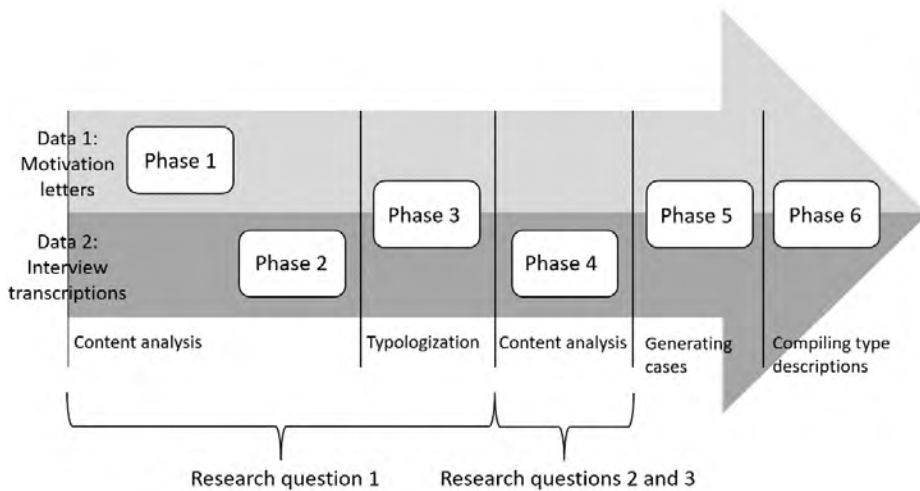 Data 1:
Motivation
letters
Phase 1
Phase 3
Phase 5
Phase 6
Data 2:
Interview
transcriptions
Phase 2
Phase 4
Content analysis
Typologization
Content analysis
Generating
cases
Compiling type
descriptions
Research question 1
Research questions 2 and 3